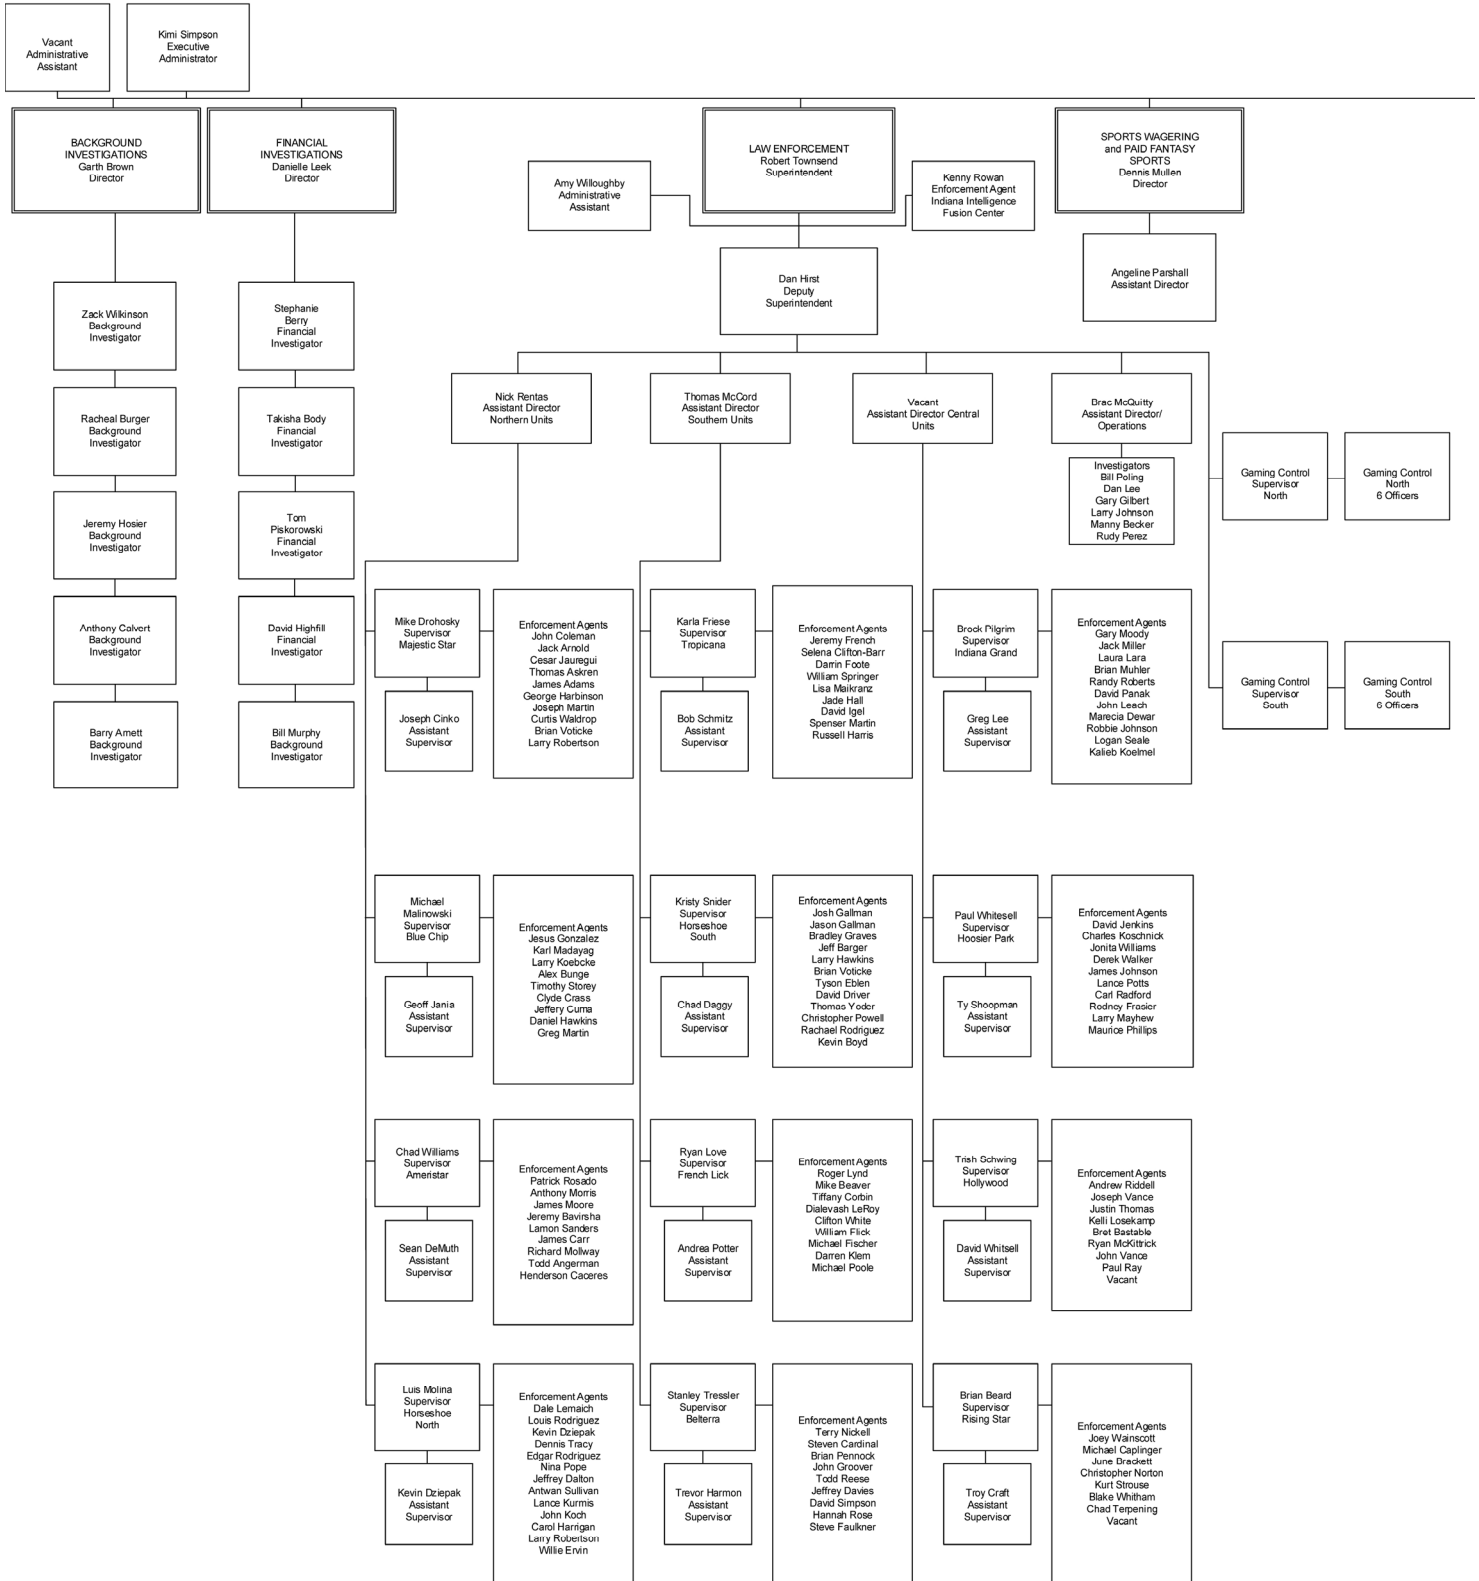 Vacant
Administrative
Assistant
Kimi Simpson
Executive
Administrator
BACKGROUND
INVESTIGATIONS
Garth Brown
Director
FINANCIAL
INVESTIGATIONS
Danielle Leek
Director
LAW ENFORCEMENT
Robert Townsend
Superintendent
SPORTS WAGERING
and PAID FANTASY
SPORTS
Dennis Mullen
Director
Amy Willoughby
Administrative
Assistant
Kenny Rowan
Enforcement Agent
Indiana Intelligence
Fusion Center
Dan Hirst
Deputy
Superintendent
Angeline Parshall
Assistant Director
Zack Wilkinson
Background
Investigator
Racheal Burger
Background
Investigator
Jeremy Hosier
Background
Investigator
Anthony Calvert
Background
Investigator
Barry Arnett
Background
Investigator
Stephanie
Berry
Financial
Investigator
Takisha Body
Financial
Investigator
Tom
Piskorowski
Financial
Investigator
David Highfill
Financial
Investigator
Bill Murphy
Background
Investigator
Nick Rentas
Assistant Director
Northern Units
Thomas McCord
Assistant Director
Southern Units
Vacant
Assistant Director Central
Units
Brac McQuitty
Assistant Director/
Operations
Investigators
Bill Poling
Dan Lee
Gary Gilbert
Larry Johnson
Manny Becker
Rudy Perez
Gaming Control
Supervisor
North
Gaming Control
North
6 Officers
Gaming Control
Supervisor
South
Gaming Control
South
6 Officers
Mike Drohosky
Supervisor
Majestic Star
Joseph Cinko
Assistant
Supervisor
Enforcement Agents
John Coleman
Jack Arnold
Cesar Jauregui
Thomas Askren
James Adams
George Harbinson
Joseph Martin
Curtis Waldrop
Brian Voticke
Larry Robertson
Karla Friese
Supervisor
Tropicana
Bob Schmitz
Assistant
Supervisor
Enforcement Agents
Jeremy French
Selena Clifton-Barr
Darrin Foote
William Springer
Lisa Maikranz
Jade Hall
David Igel
Spenser Martin
Russell Harris
Brock Pilgrim
Supervisor
Indiana Grand
Greg Lee
Assistant
Supervisor
Enforcement Agents
Gary Moody
Jack Miller
Laura Lara
Brian Muhler
Randy Roberts
David Panak
John Leach
Marecia Dewar
Robbie Johnson
Logan Seale
Kalieb Koelmel
Michael
Malinowski
Supervisor
Blue Chip
Geoff Jania
Assistant
Supervisor
Enforcement Agents
Jesus Gonzalez
Karl Madayag
Larry Koebcke
Alex Bunge
Timothy Storey
Clyde Crass
Jeffery Cuma
Daniel Hawkins
Greg Martin
Kristy Snider
Supervisor
Horseshoe
South
Chad Daggy
Assistant
Supervisor
Enforcement Agents
Josh Gallman
Jason Gallman
Bradley Graves
Jeff Barger
Larry Hawkins
Brian Voticke
Tyson Eblen
David Driver
Thomas Yoder
Christopher Powell
Rachael Rodriguez
Kevin Boyd
Paul Whitesell
Supervisor
Hoosier Park
Ty Shoopman
Assistant
Supervisor
Enforcement Agents
David Jenkins
Charles Koschnick
Jonita Williams
Derek Walker
James Johnson
Lance Potts
Carl Radford
Rodney Frasier
Larry Mayhew
Maurice Phillips
Chad Williams
Supervisor
Ameristar
Sean DeMuth
Assistant
Supervisor
Enforcement Agents
Patrick Rosado
Anthony Morris
James Moore
Jeremy Bavirsha
Lamon Sanders
James Carr
Richard Mollway
Todd Angerman
Henderson Caceres
Ryan Love
Supervisor
French Lick
Andrea Potter
Assistant
Supervisor
Enforcement Agents
Roger Lynd
Mike Beaver
Tiffany Corbin
Dialevash LeRoy
Clifton White
William Flick
Michael Fischer
Darren Klem
Michael Poole
Trish Schwing
Supervisor
Hollywood
David Whitsell
Assistant
Supervisor
Enforcement Agents
Andrew Riddell
Joseph Vance
Justin Thomas
Kelli Losekamp
Bret Bastable
Ryan McKittrick
John Vance
Paul Ray
Vacant
Luis Molina
Supervisor
Horseshoe
North
Kevin Dziepak
Assistant
Supervisor
Enforcement Agents
Dale Lemaich
Louis Rodriguez
Kevin Dziepak
Dennis Tracy
Edgar Rodriguez
Nina Pope
Jeffrey Dalton
Antwan Sullivan
Lance Kurmis
John Koch
Carol Harrigan
Larry Robertson
Willie Ervin
Stanley Tressler
Supervisor
Belterra
Trevor Harmon
Assistant
Supervisor
Enforcement Agents
Terry Nickell
Steven Cardinal
Brian Pennock
John Groover
Todd Reese
Jeffrey Davies
David Simpson
Hannah Rose
Steve Faulkner
Brian Beard
Supervisor
Rising Star
Troy Craft
Assistant
Supervisor
Enforcement Agents
Joey Wainscott
Michael Caplinger
June Brackett
Christopher Norton
Kurt Strouse
Blake Whitham
Chad Terpening
Vacant